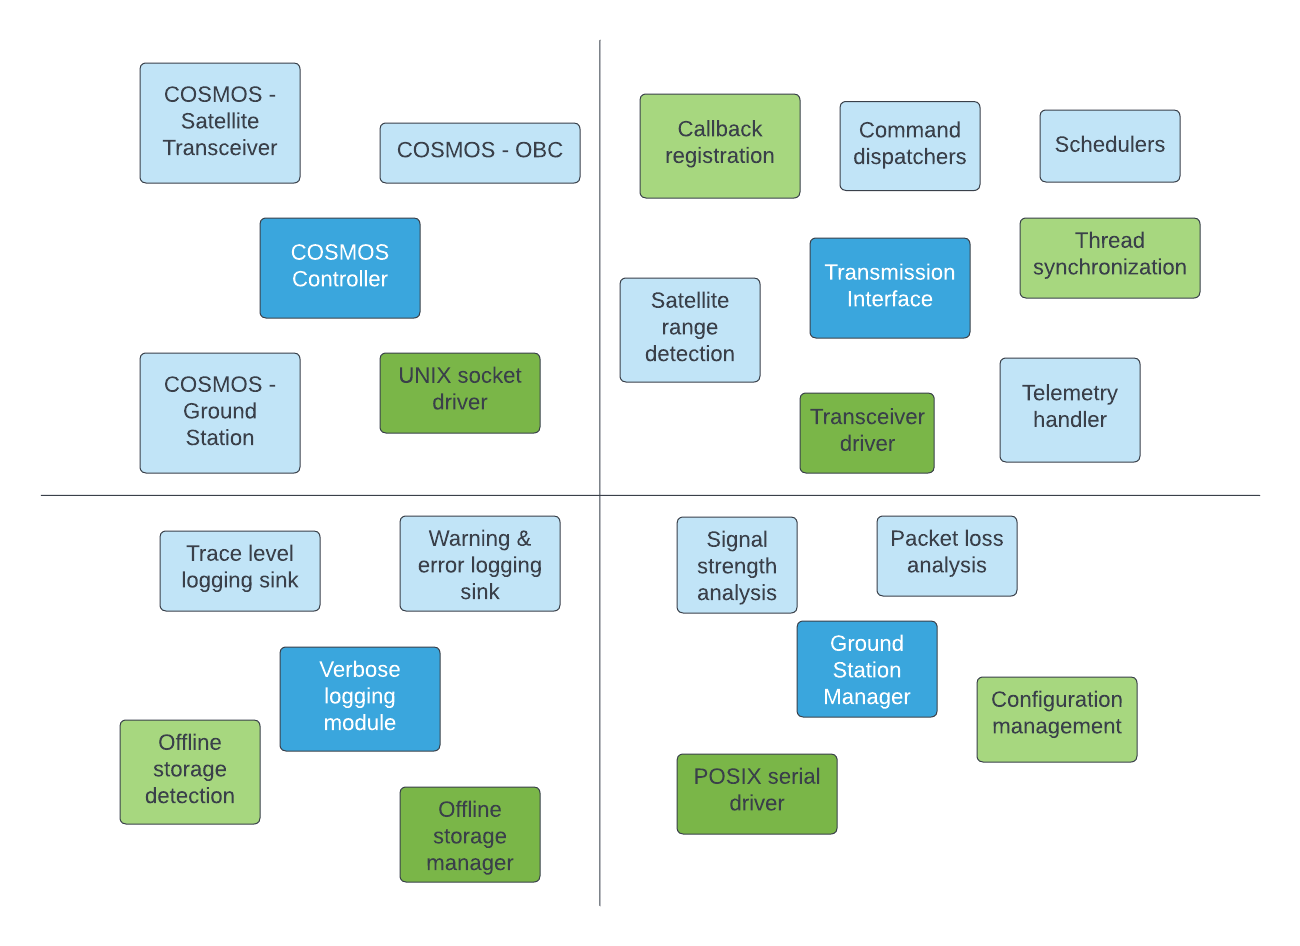 COSMOS -
Satellite
Transceiver
COSMOS - OBC
COSMOS
Controller
COSMOS -
Ground
Station
UNIX socket
driver
Callback
registration
Command
dispatchers
Schedulers
Thread
synchronization
Transmission
Interface
Satellite
range
detection
Transceiver
driver
Telemetry
handler
Trace level
logging sink
Warning &
error logging
sink
Verbose
logging
module
Offline
storage
detection
Offline
storage
manager
Signal
strength
analysis
Packet loss
analysis
Ground
Station
Manager
Configuration
management
POSIX serial
driver